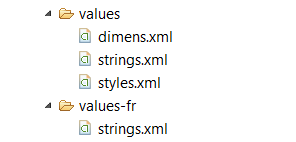 values
dimens.xml
strings.xml
styles.xml
values-fr
strings.xml